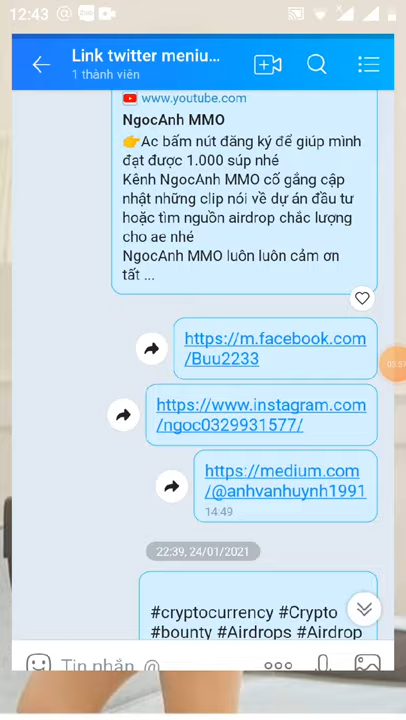 12:43 @ Zalo
Link twitter meniu...
1 thành viên
www.youtube.com
NgocAnh MMO
👉Ac bấm nút đăng ký để giúp mình
đạt được 1.000 súp nhé
Kênh NgocAnh MMO cố gắng cập
nhật những clip nói về dự án đầu tư
hoặc tìm nguồn airdrop chắc lượng
cho ae nhé
NgocAnh MMO luôn luôn cảm ơn
tất ...
https://m.facebook.com
/Buu2233
03:57
https://www.instagram.com
/ngoc0329931577/
https://medium.com
/@anhvanhuynh1991
14:49
22:39, 24/01/2021
#cryptocurrency #Crypto
#bounty #Airdrops #Airdrop
Tin nhắn, @